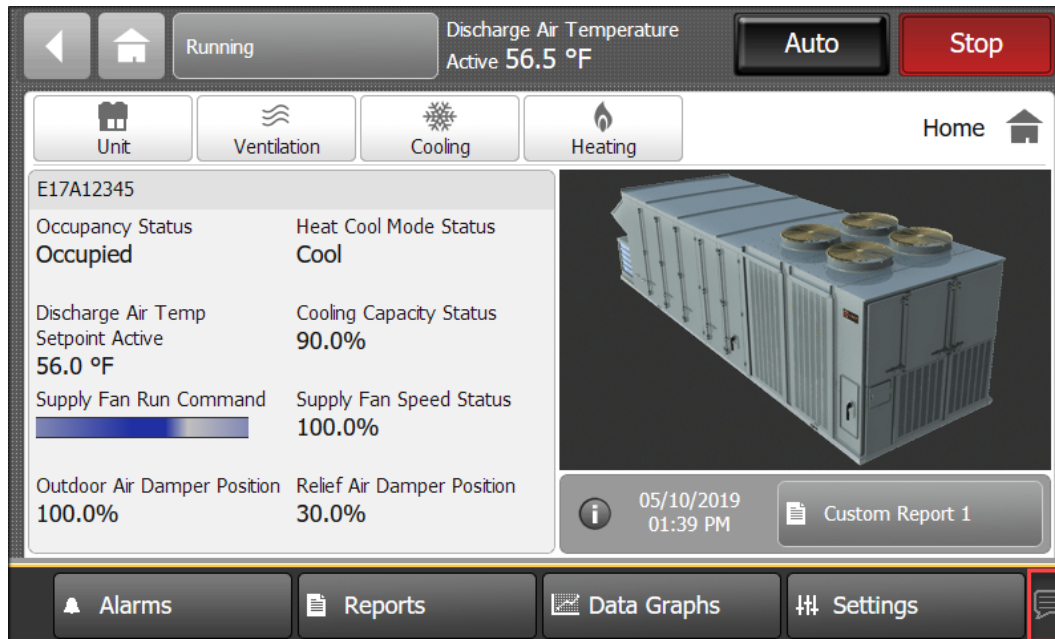 Running
Discharge Air Temperature
Active 56.5 °F
Auto
Stop
Unit
Ventilation
Cooling
Heating
Home
E17A12345
Occupancy Status
Occupied
Heat Cool Mode Status
Cool
Discharge Air Temp
Setpoint Active
56.0 °F
Cooling Capacity Status
90.0%
Supply Fan Run Command
Supply Fan Speed Status
100.0%
Outdoor Air Damper Position
100.0%
Relief Air Damper Position
30.0%
05/10/2019
01:39 PM
Custom Report 1
Alarms
Reports
Data Graphs
Settings